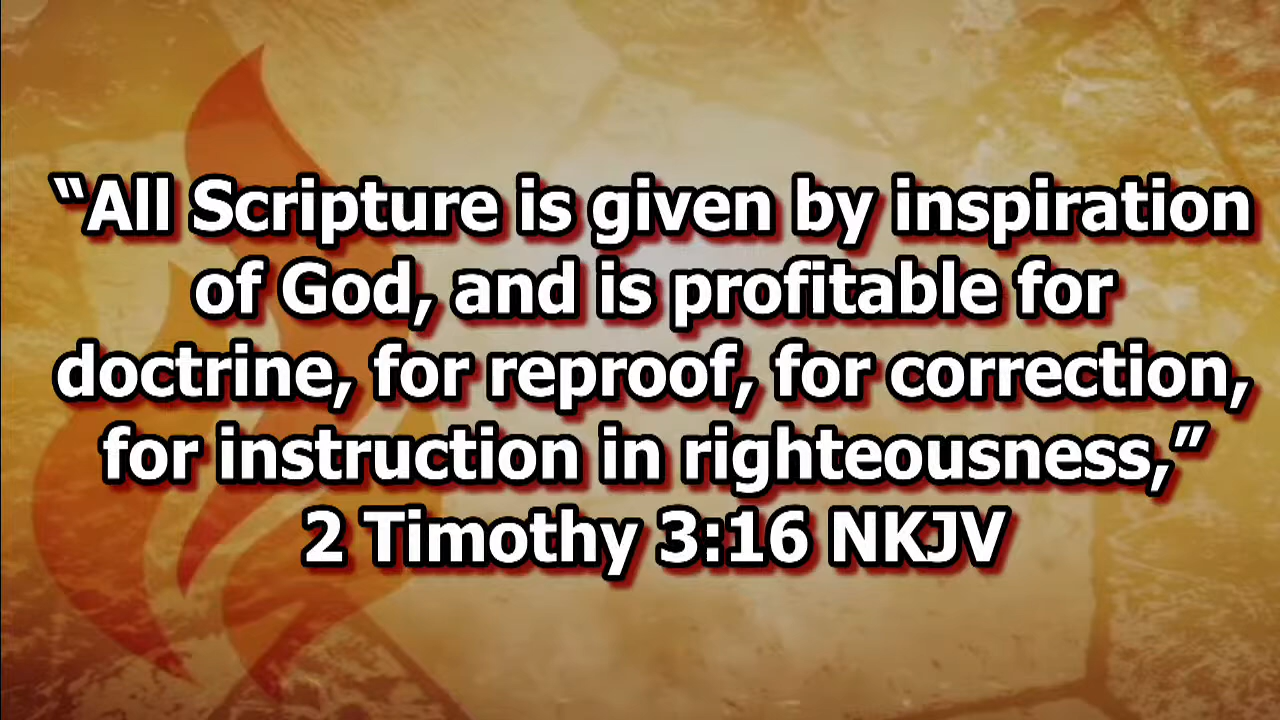 “All Scripture is given by inspiration
of God, and is profitable for
doctrine, for reproof, for correction,
for instruction in righteousness,”
2 Timothy 3:16 NKJV